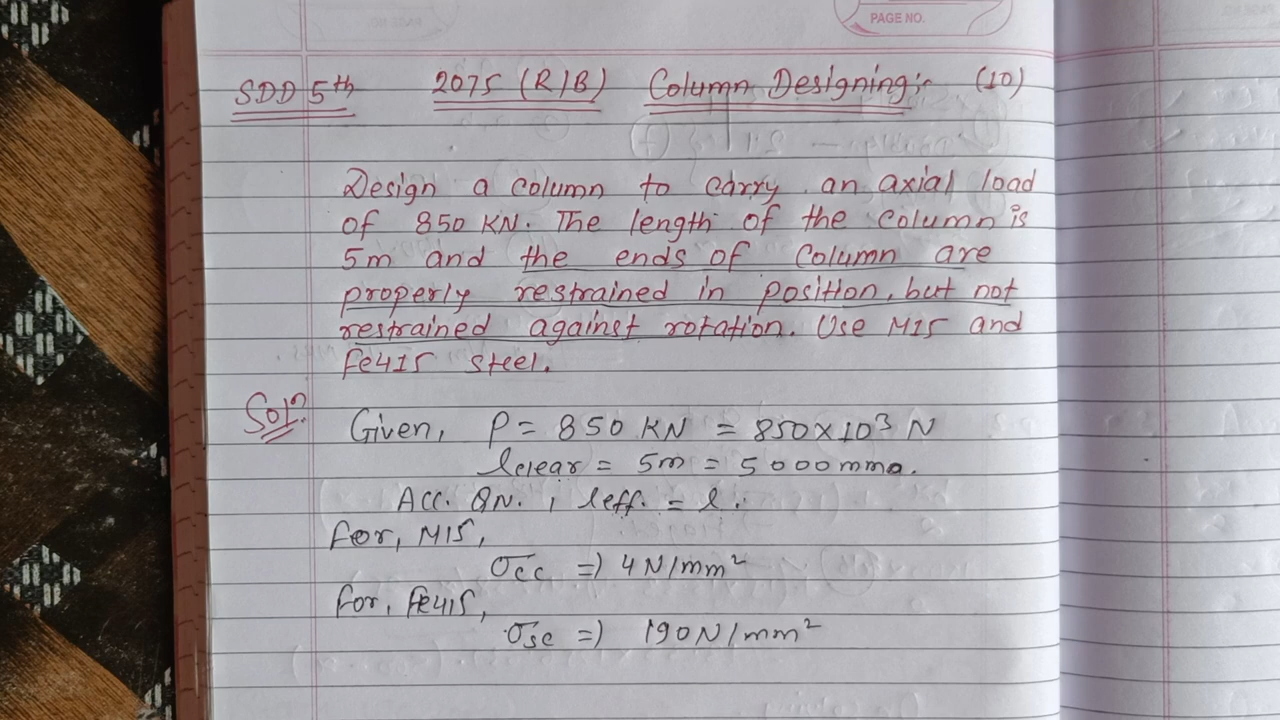 PAGE NO.
SDD 5th 2075 (R/B) Column Designing:- (10)
Design a column to carry an axial load
of 850 KN. The length of the column is
5m and the ends of column are
properly restrained in position, but not
restrained against rotation. Use M15 and
Fe415 steel.
Soln:
Given, P = 850 KN = 850×10³ N
lclear = 5m = 5000mm.
Acc. QN. , leff. = l.
For, M15,
σcc => 4 N/mm²
for, Fe415,
σsc => 190 N/mm²